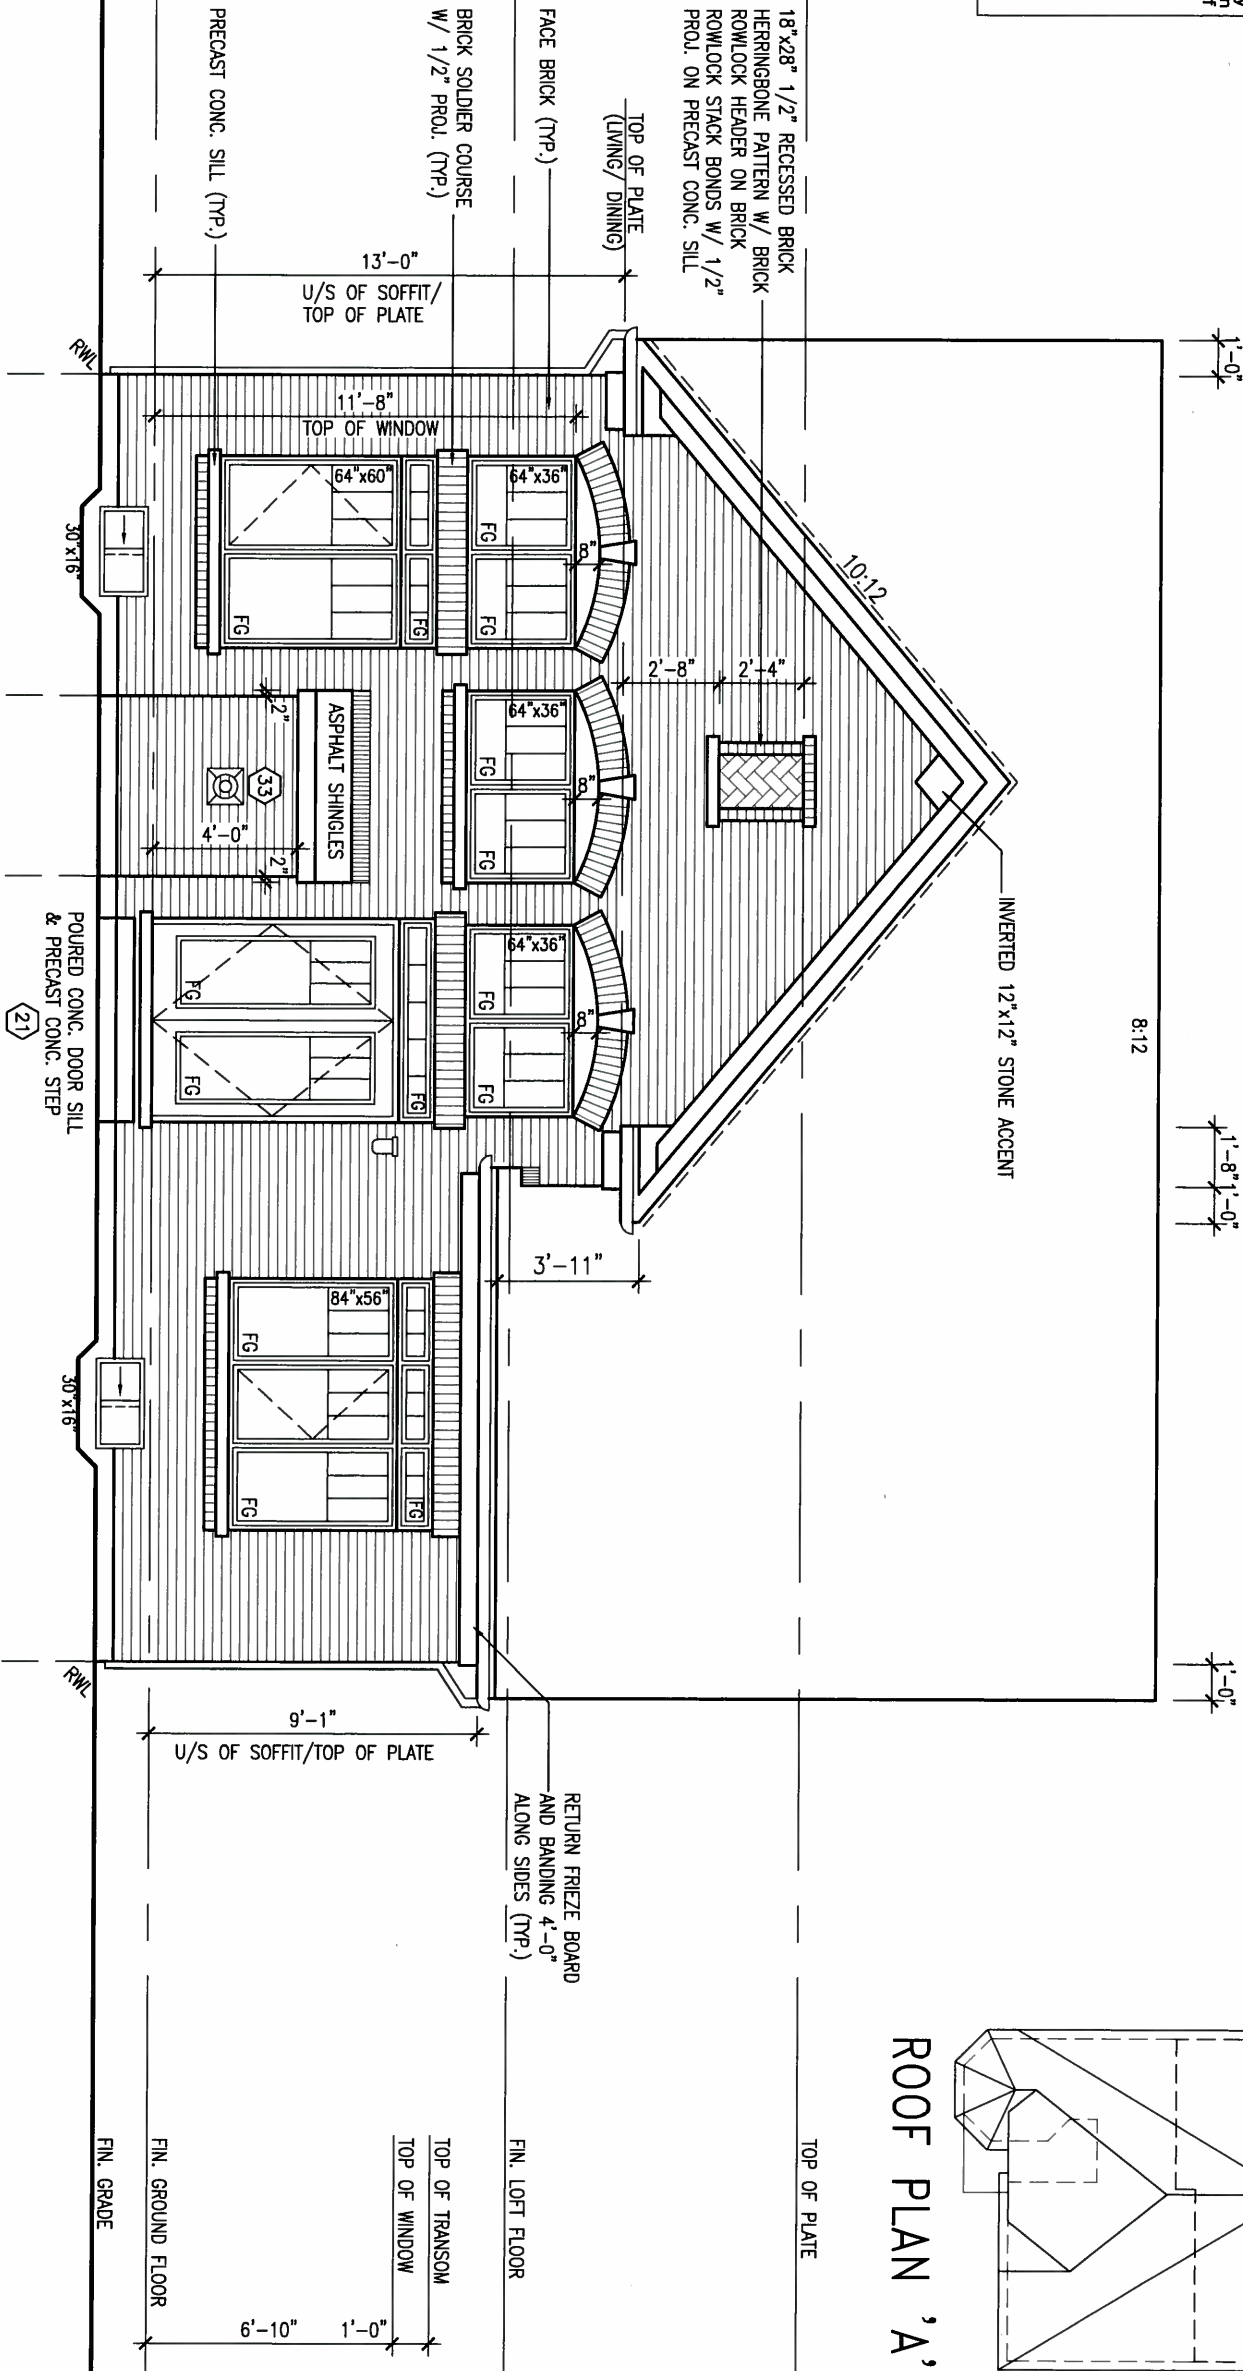 y
n
f
18"x28" 1/2" RECESSED BRICK
HERRINGBONE PATTERN W/ BRICK
ROWLOCK HEADER ON BRICK
ROWLOCK STACK BONDS W/ 1/2"
PROJ. ON PRECAST CONC. SILL
TOP OF PLATE
(LIVING/ DINING)
FACE BRICK (TYP.)
BRICK SOLDIER COURSE
W/ 1/2" PROJ. (TYP.)
PRECAST CONC. SILL (TYP.)
13'-0"
U/S OF SOFFIT/
TOP OF PLATE
RWL
1'-0"
11'-8"
TOP OF WINDOW
64"x60"
64"x36"
FG
FG
FG
FG
8"
30"x16"
10:12
2'-8"
2'-4"
64"x36"
FG
FG
8"
ASPHALT SHINGLES
2"
33
4'-0"
2"
INVERTED 12"x12" STONE ACCENT
8:12
64"x36"
FG
FG
8"
FG
FG
FG
POURED CONC. DOOR SILL
& PRECAST CONC. STEP
21
1'-8"
1'-0"
3'-11"
84"x56"
FG
FG
FG
30"x16"
1'-0"
RWL
9'-1"
U/S OF SOFFIT/TOP OF PLATE
RETURN FRIEZE BOARD
AND BANDING 4'-0"
ALONG SIDES (TYP.)
ROOF PLAN 'A'
TOP OF PLATE
FIN. LOFT FLOOR
TOP OF TRANSOM
TOP OF WINDOW
FIN. GROUND FLOOR
FIN. GRADE
6'-10"
1'-0"